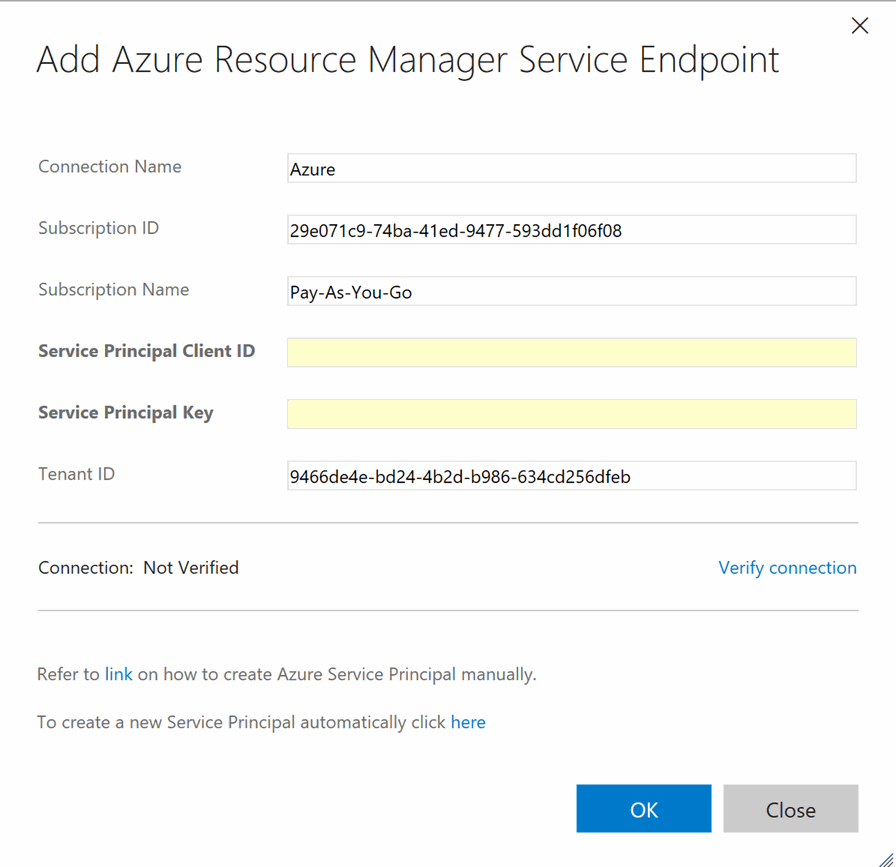 Add Azure Resource Manager Service Endpoint
Connection Name
Azure
Subscription ID
29e071c9-74ba-41ed-9477-593dd1f06f08
Subscription Name
Pay-As-You-Go
Service Principal Client ID
Service Principal Key
Tenant ID
9466de4e-bd24-4b2d-b986-634cd256dfeb
Connection: Not Verified
Verify connection
Refer to link on how to create Azure Service Principal manually.
To create a new Service Principal automatically click here
OK
Close